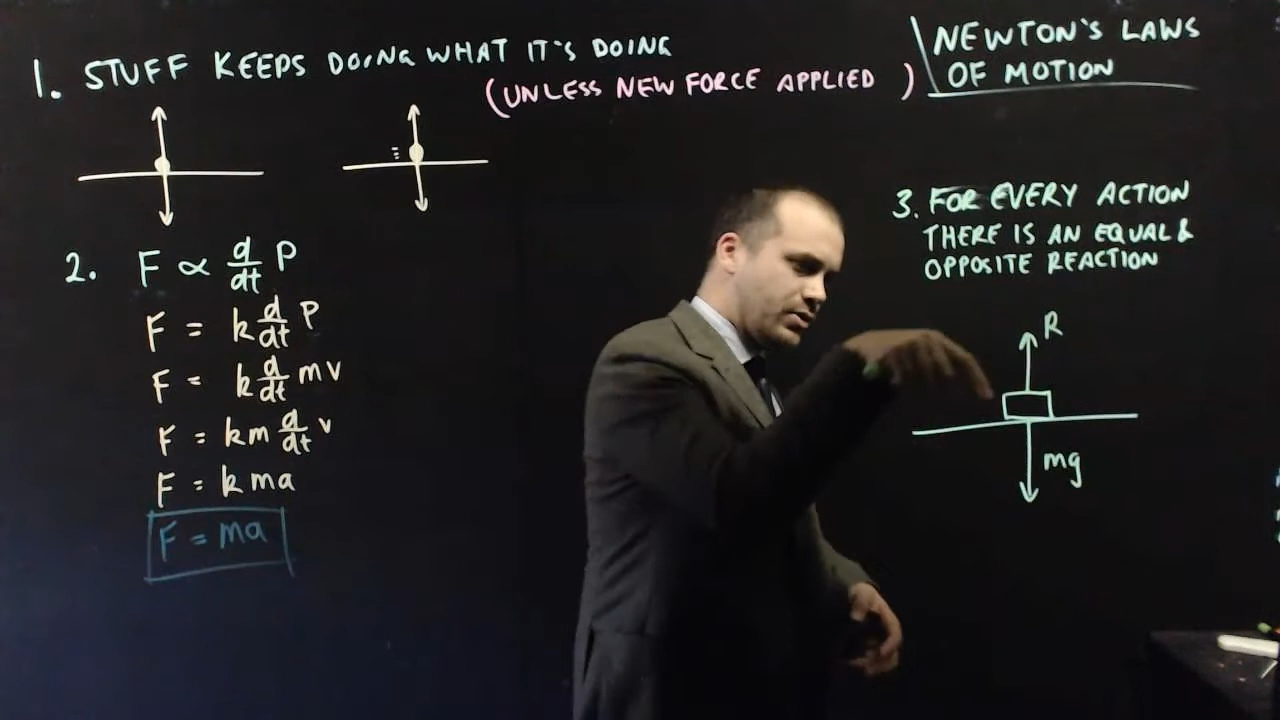 NEWTON'S LAWS
OF MOTION
1. STUFF KEEPS DOING WHAT IT'S DOING
(UNLESS NEW FORCE APPLIED)
2. F ∝ d/dt P
F = k d/dt P
F = k d/dt mv
F = km d/dt v
F = kma
F = ma
3. FOR EVERY ACTION
THERE IS AN EQUAL &
OPPOSITE REACTION
R
mg